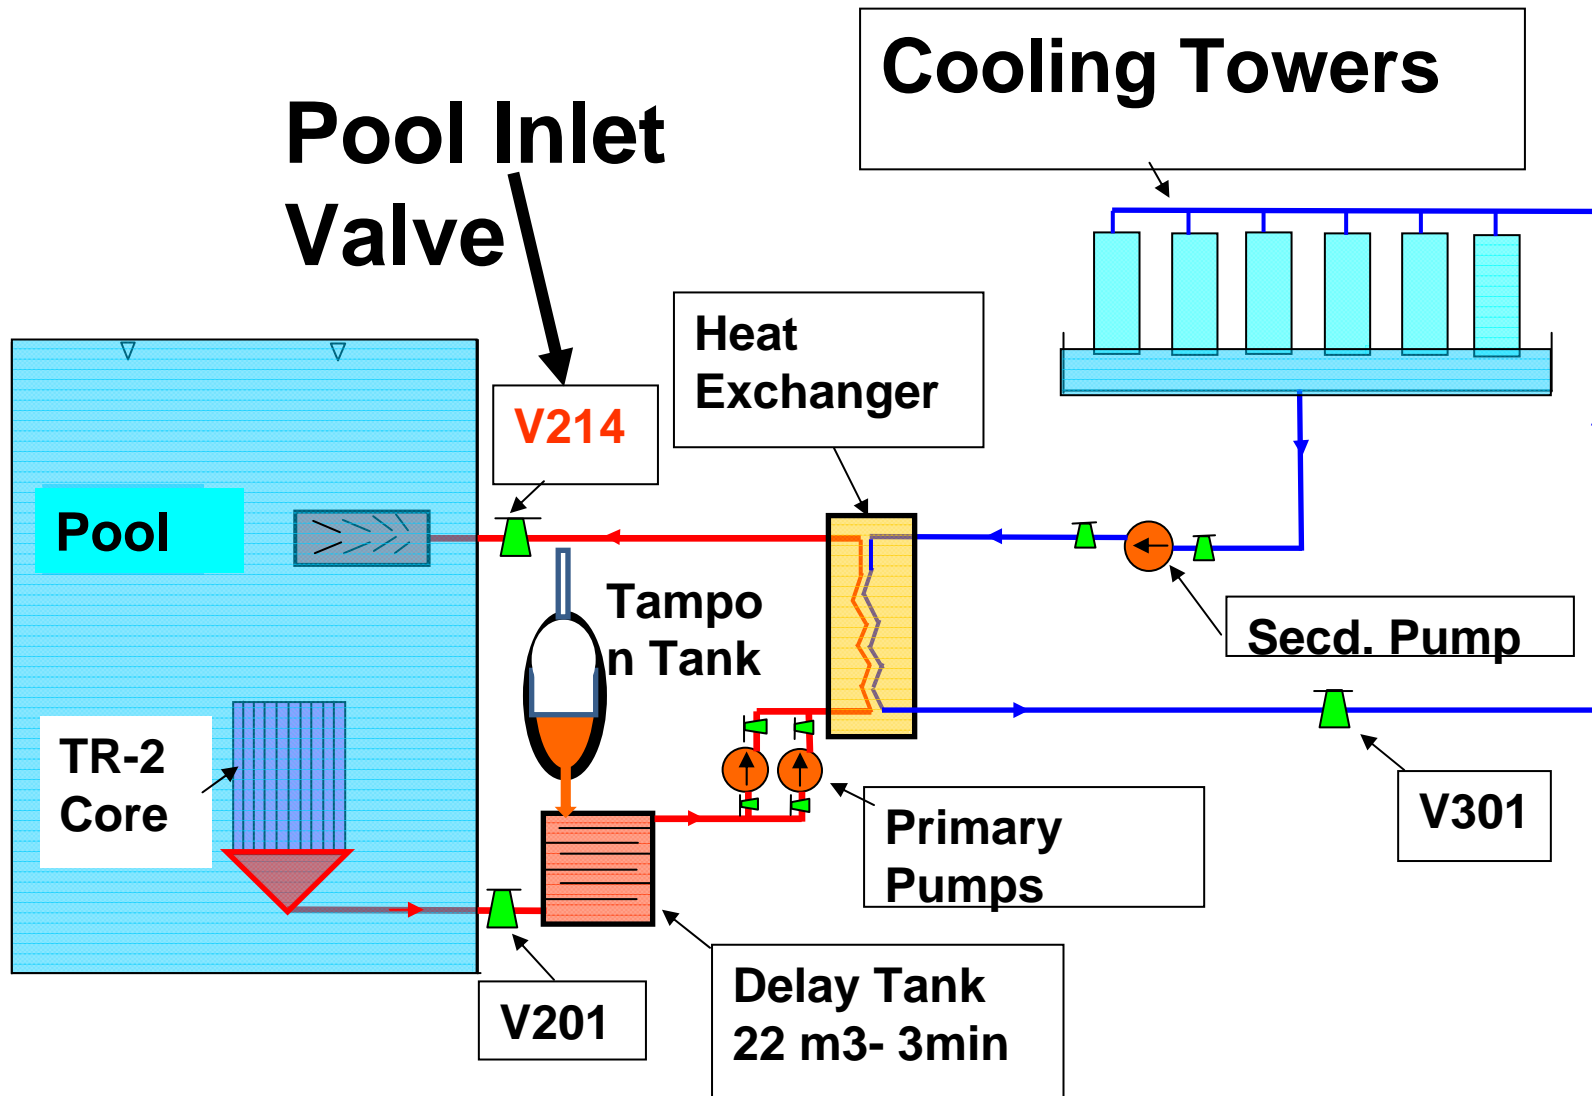 Cooling Towers
Pool Inlet
Valve
Heat
Exchanger
V214
Pool
Tampo
n Tank
Secd. Pump
TR-2
Core
V301
Primary
Pumps
Delay Tank
22 m3- 3min
V201